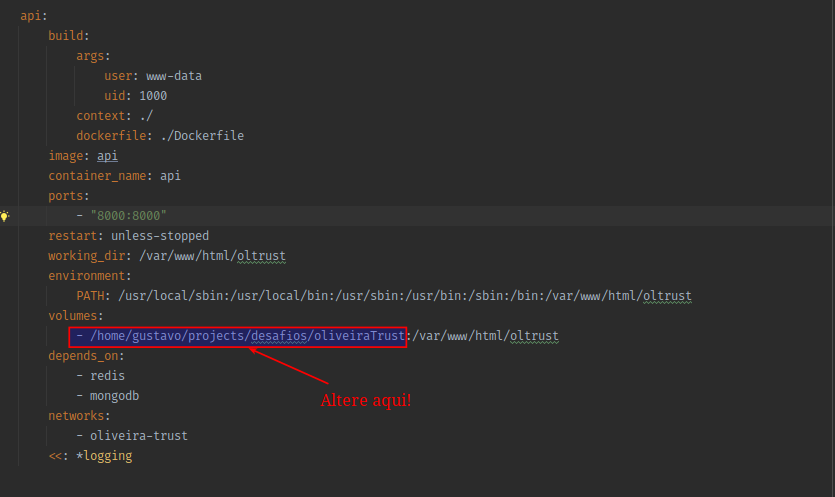 api:
build:
args:
user: www-data
uid: 1000
context: ./
dockerfile: ./Dockerfile
image: api
container_name: api
ports:
- "8000:8000"
restart: unless-stopped
working_dir: /var/www/html/oltrust
environment:
PATH: /usr/local/sbin:/usr/local/bin:/usr/sbin:/usr/bin:/sbin:/bin:/var/www/html/oltrust
volumes:
- /home/gustavo/projects/desafios/oliveiraTrust:/var/www/html/oltrust
depends_on:
- redis
- mongodb
Altere aqui!
networks:
- oliveira-trust
<<: *logging